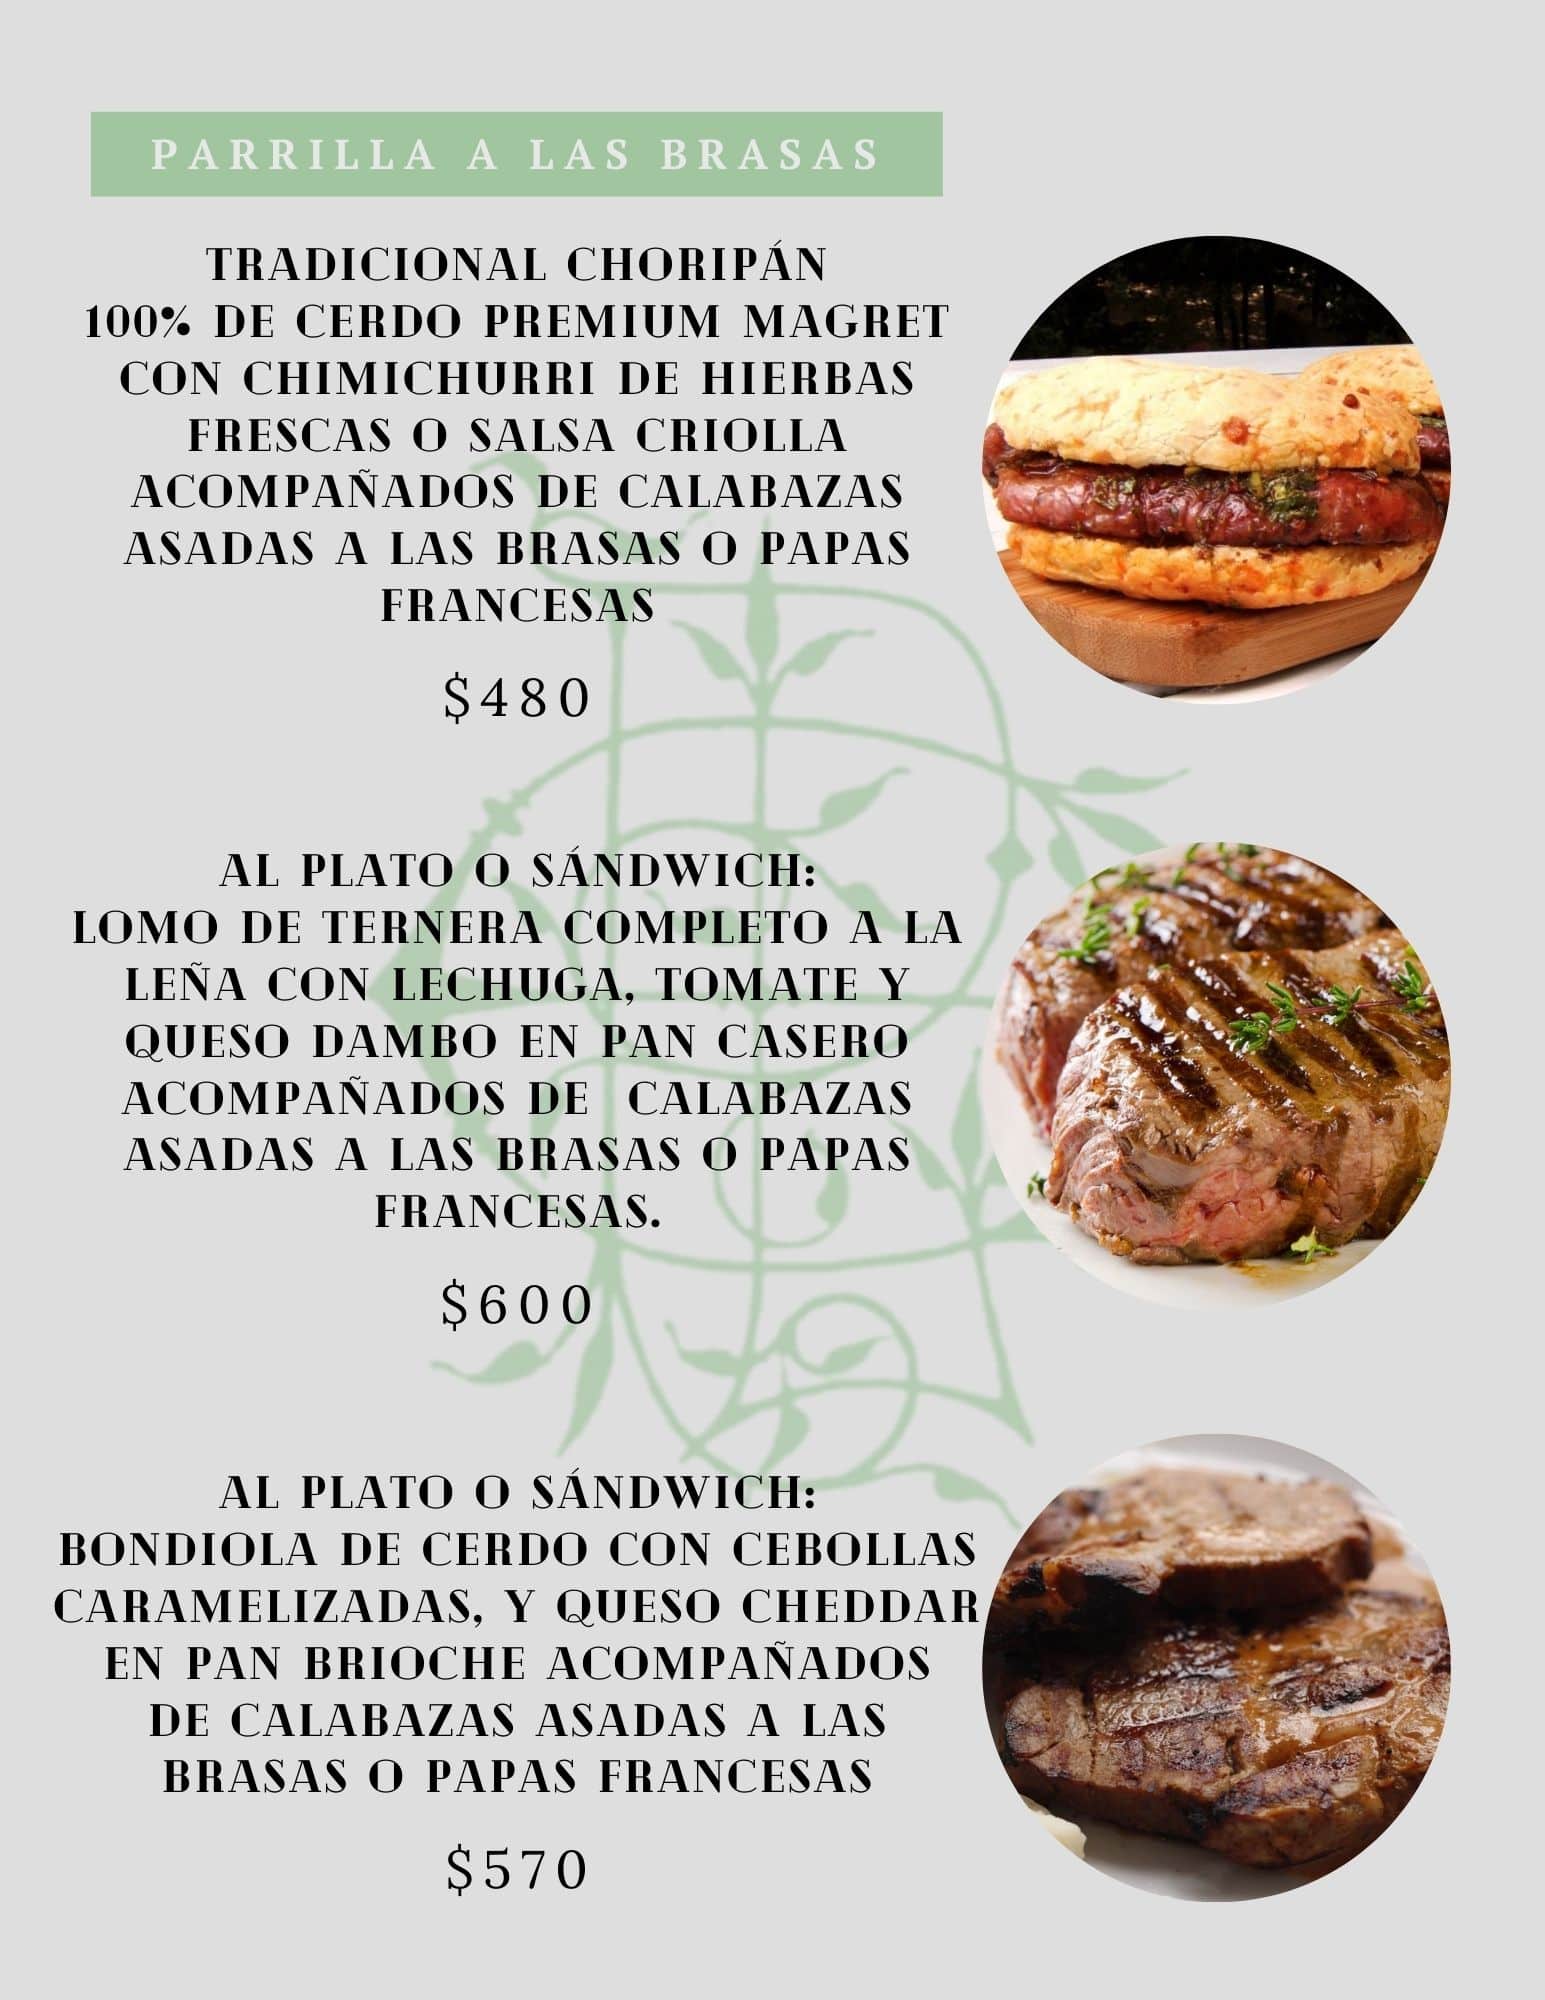 PARRILLA A LAS BRASAS
TRADICIONAL CHORIPÁN
100% DE CERDO PREMIUM MAGRET
CON CHIMICHURRI DE HIERBAS
FRESCAS O SALSA CRIOLLA
ACOMPAÑADOS DE CALABAZAS
ASADAS A LAS BRASAS O PAPAS
FRANCESAS
$480
AL PLATO O SÁNDWICH:
LOMO DE TERNERA COMPLETO A LA
LEÑA CON LECHUGA, TOMATE Y
QUESO DAMBO EN PAN CASERO
ACOMPAÑADOS DE CALABAZAS
ASADAS A LAS BRASAS O PAPAS
FRANCESAS.
$600
AL PLATO O SÁNDWICH:
BONDIOLA DE CERDO CON CEBOLLAS
CARAMELIZADAS, Y QUESO CHEDDAR
EN PAN BRIOCHE ACOMPAÑADOS
DE CALABAZAS ASADAS A LAS
BRASAS O PAPAS FRANCESAS
$570